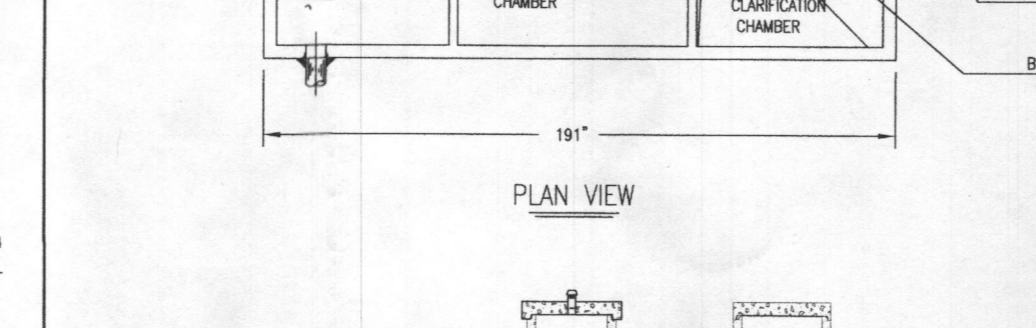 CHAMBER
CLARIFICATION
CHAMBER
B
191"
PLAN VIEW